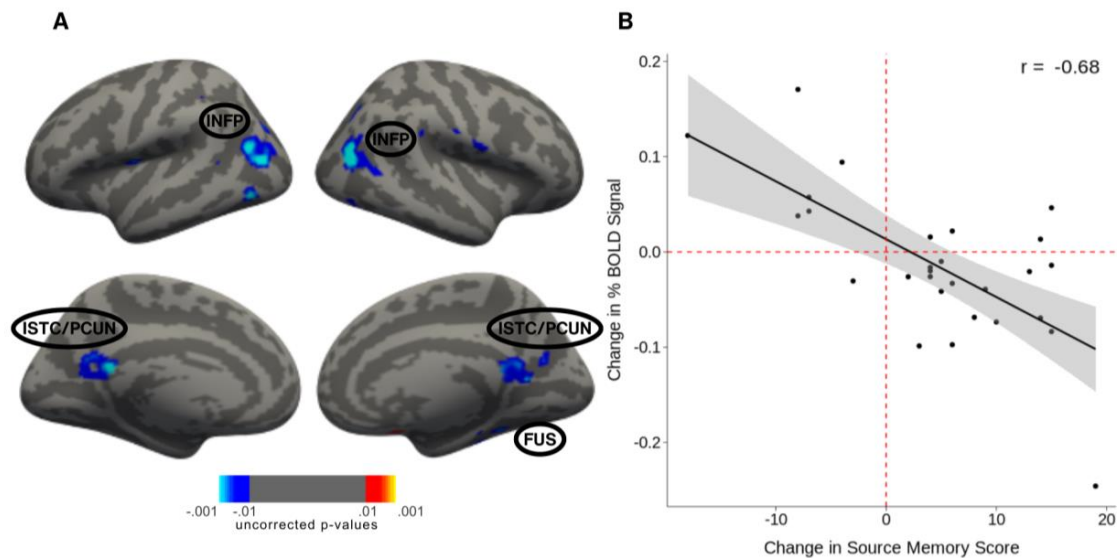 A
B
INFP
INFP
ISTC/PCUN
ISTC/PCUN
FUS
-.001 -.01 .01 .001
uncorrected p-values
r = -0.68
Change in % BOLD Signal
0.2
0.1
0.0
-0.1
-0.2
-10 0 10 20
Change in Source Memory Score